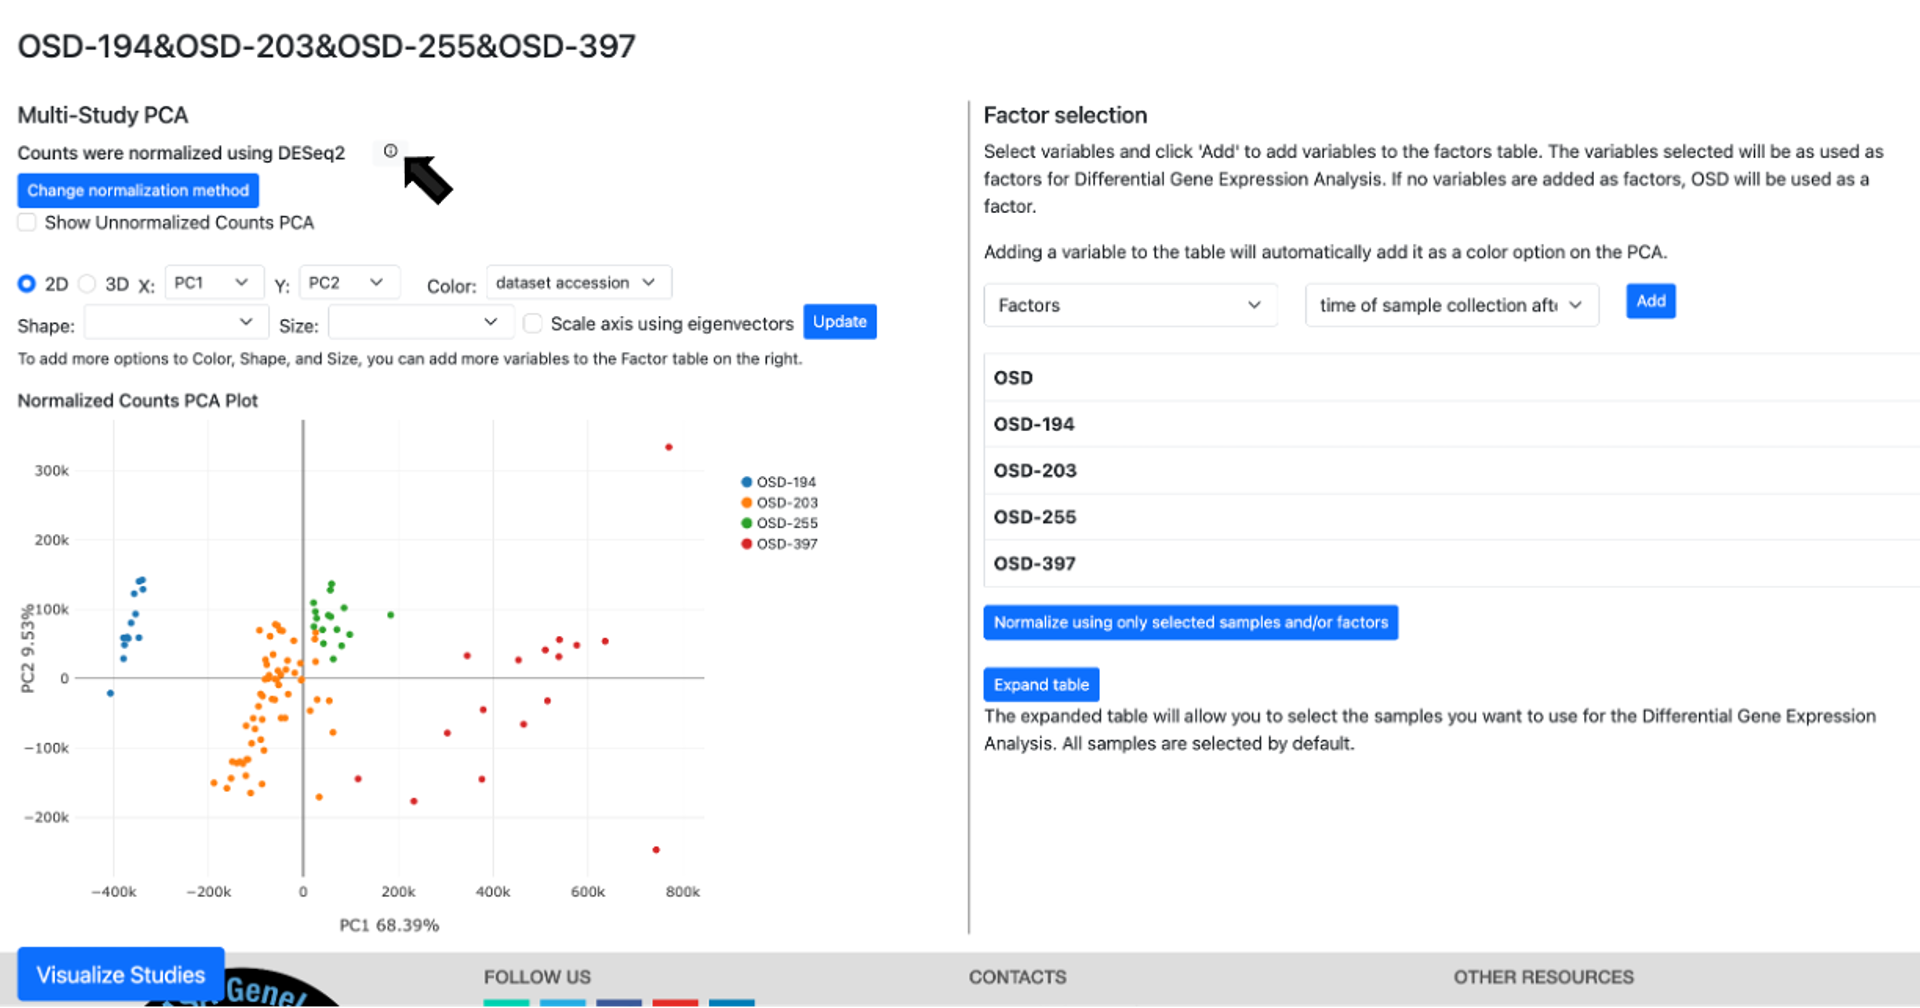 OSD-194&OSD-203&OSD-255&OSD-397
Multi-Study PCA
Counts were normalized using DESeq2
Change normalization method
Show Unnormalized Counts PCA
2D 3D X: PC1 Y: PC2 Color: dataset accession
Shape: Size: Scale axis using eigenvectors Update
To add more options to Color, Shape, and Size, you can add more variables to the Factor table on the right.
Normalized Counts PCA Plot
300k
200k
100k
0
−100k
−200k
PC2 9.53%
−400k −200k 0 200k 400k 600k 800k
PC1 68.39%
OSD-194
OSD-203
OSD-255
OSD-397
Factor selection
Select variables and click 'Add' to add variables to the factors table. The variables selected will be as used as
factors for Differential Gene Expression Analysis. If no variables are added as factors, OSD will be used as a
factor.
Adding a variable to the table will automatically add it as a color option on the PCA.
Factors time of sample collection afte Add
OSD
OSD-194
OSD-203
OSD-255
OSD-397
Normalize using only selected samples and/or factors
Expand table
The expanded table will allow you to select the samples you want to use for the Differential Gene Expression
Analysis. All samples are selected by default.
Visualize Studies
FOLLOW US CONTACTS OTHER RESOURCES